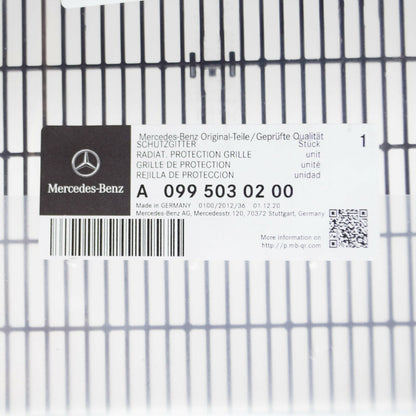 Mercedes-Benz Original-Teile/Geprüfte Qualität
SCHUTZGITTER Stück 1
RADIAT. PROTECTION GRILLE unit
GRILLE DE PROTECTION unité
REJILLA DE PROTECCION unidad
Mercedes-Benz
A 099 503 02 00
Made in GERMANY 0100/2012/36 01.12.20
Mercedes-Benz AG, Mercedesstr.120, 70372 Stuttgart, Germany
More information on
http://p.mb-qr.com